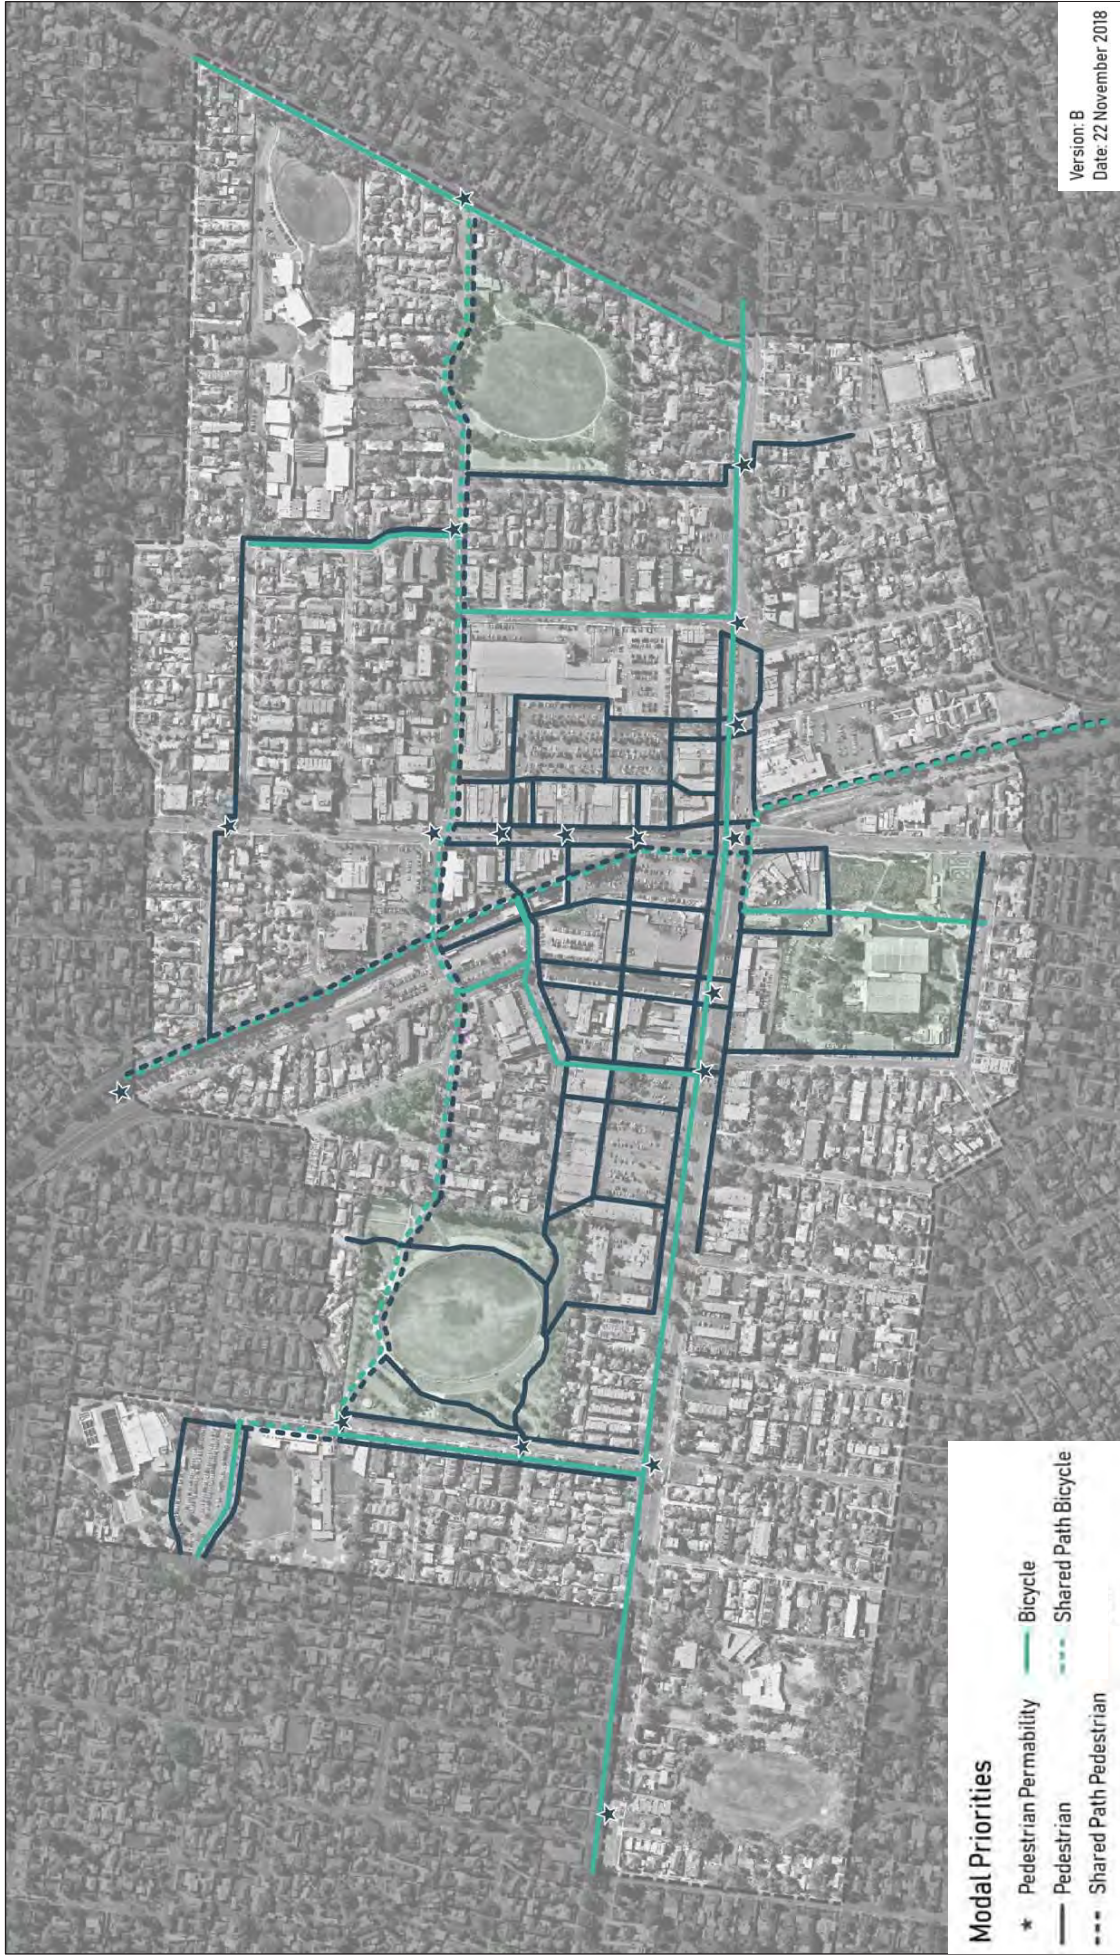 Modal Priorities
Pedestrian Permability
Bicycle
Pedestrian
Shared Path Bicycle
Shared Path Pedestrian
Version: B
Date: 22 November 2018